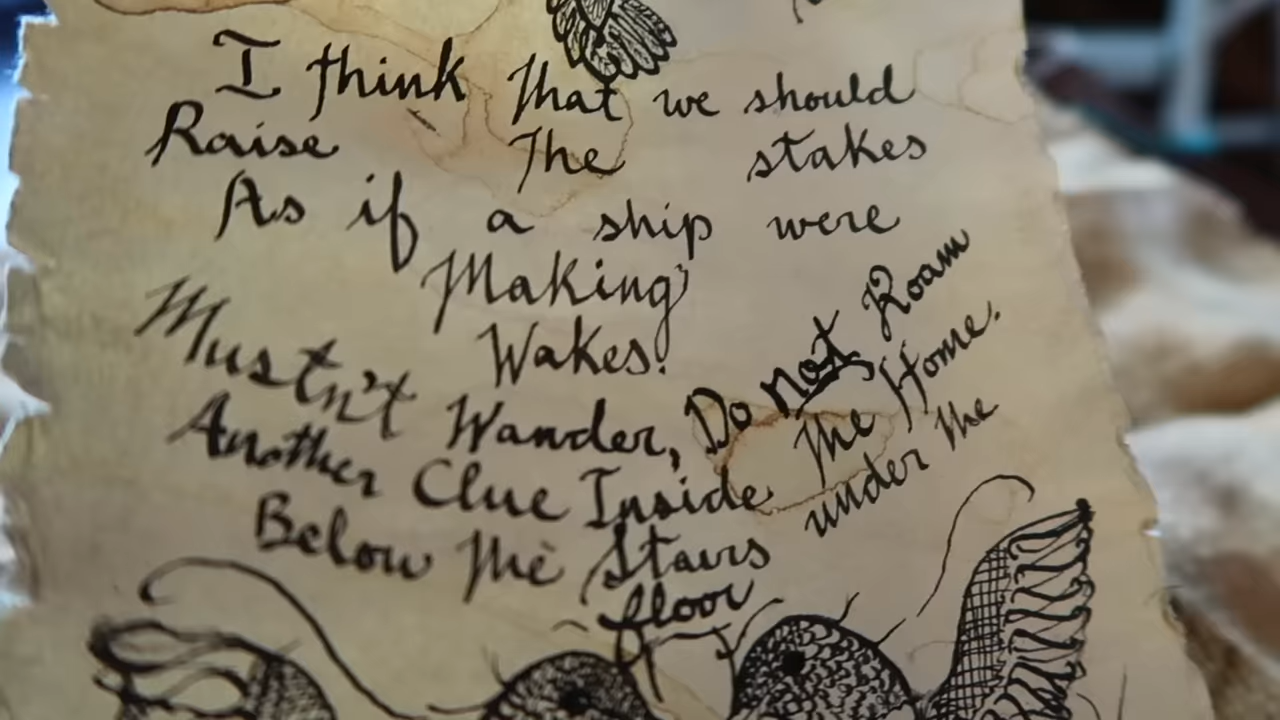 I think that we should
Raise the stakes
As if a ship were
Making
Wakes!
Mustn't Wander, Do not Roam
Another Clue Inside the Home.
Below the Stairs under the
floor